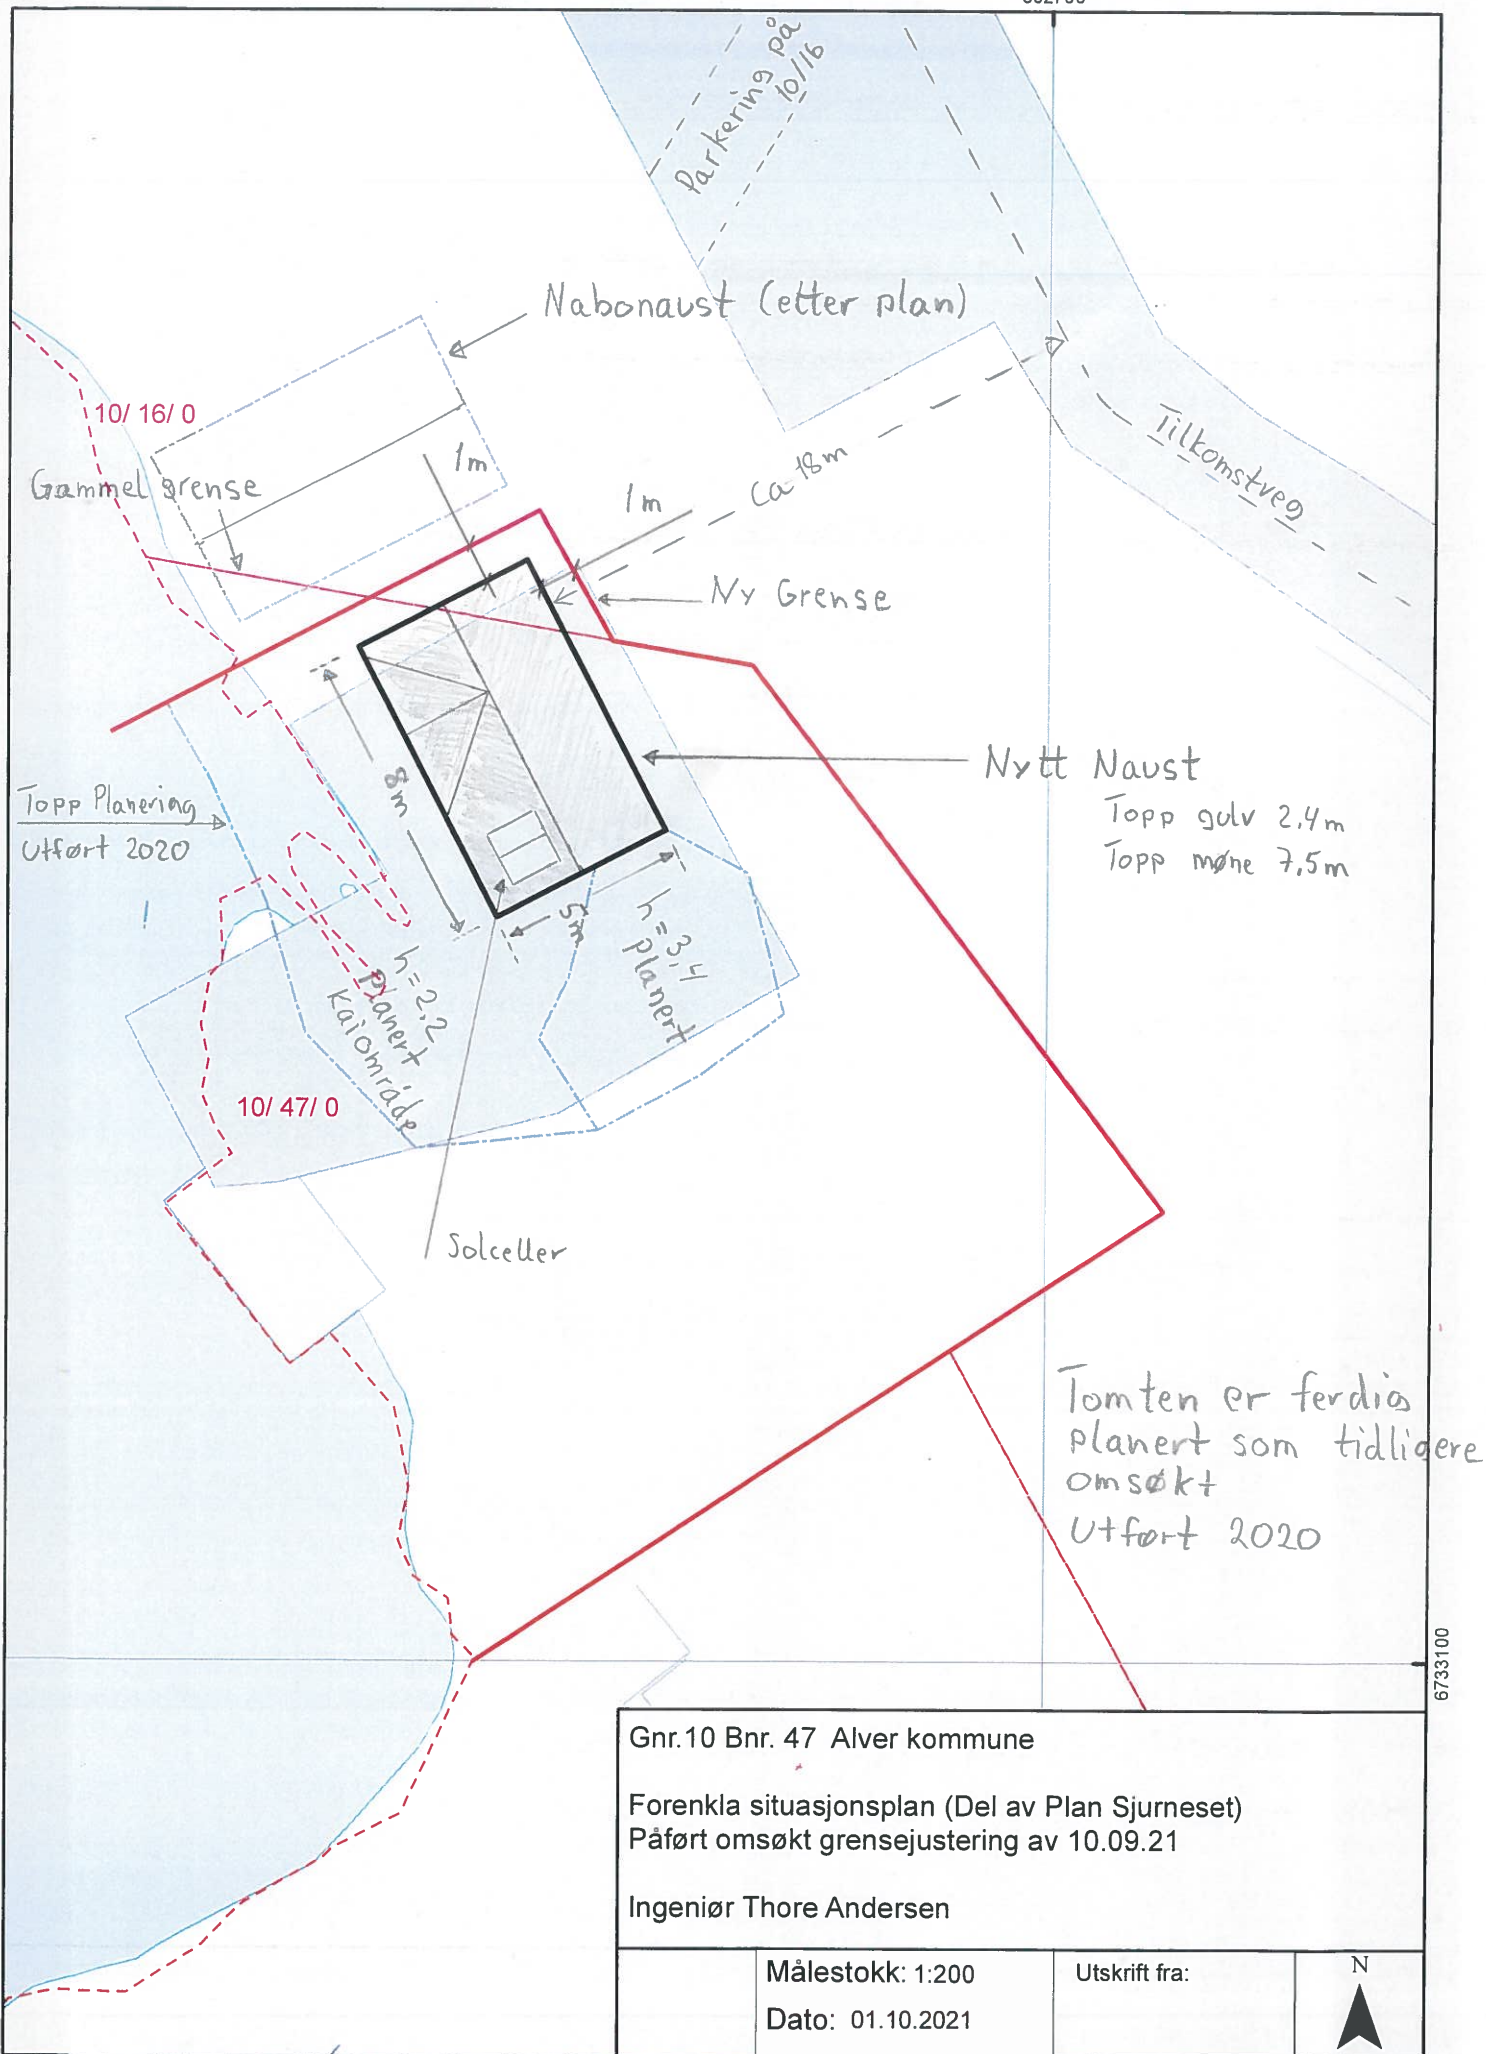 Parkering på
10/16
Nabonaust (etter plan)
10/ 16/ 0
Gammel grense
1m
1m
ca 18m
Tilkomstveg
Ny Grense
Nytt Naust
Topp gulv 2,4m
Topp møne 7,5m
8m
Topp Planering
Utført 2020
5m
h=3,4
planert
h=2,2
Planert
Kaiområde
10/ 47/ 0
Solceller
Tomten er ferdig
planert som tidligere
omsøkt
Utført 2020
6733100
Gnr.10 Bnr. 47 Alver kommune
Forenkla situasjonsplan (Del av Plan Sjurneset)
Påført omsøkt grensejustering av 10.09.21
Ingeniør Thore Andersen
Målestokk: 1:200
Dato: 01.10.2021
Utskrift fra:
N